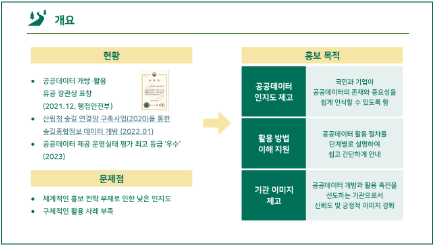 개요
현황
• 공공데이터 개방·활용
유공 장관상 표창
(2021.12, 행정안전부)
• 산림청 숲길 연결망 구축사업(2020)을 통한
숲길종합정보 데이터 개방 (2022.01)
• 공공데이터 제공 운영실태 평가 최고 등급 '우수'
(2023)
문제점
• 체계적인 홍보 전략 부재로 인한 낮은 인지도
• 구체적인 활용 사례 부족
홍보 목적
공공데이터
인지도 제고
국민과 기업이
공공데이터의 존재와 중요성을
쉽게 인식할 수 있도록 함
활용 방법
이해 지원
공공데이터 활용 절차를
단계별로 설명하여
쉽고 간단하게 안내
기관 이미지
제고
공공데이터 개방과 활용 촉진을
선도하는 기관으로서
신뢰도 및 긍정적 이미지 강화